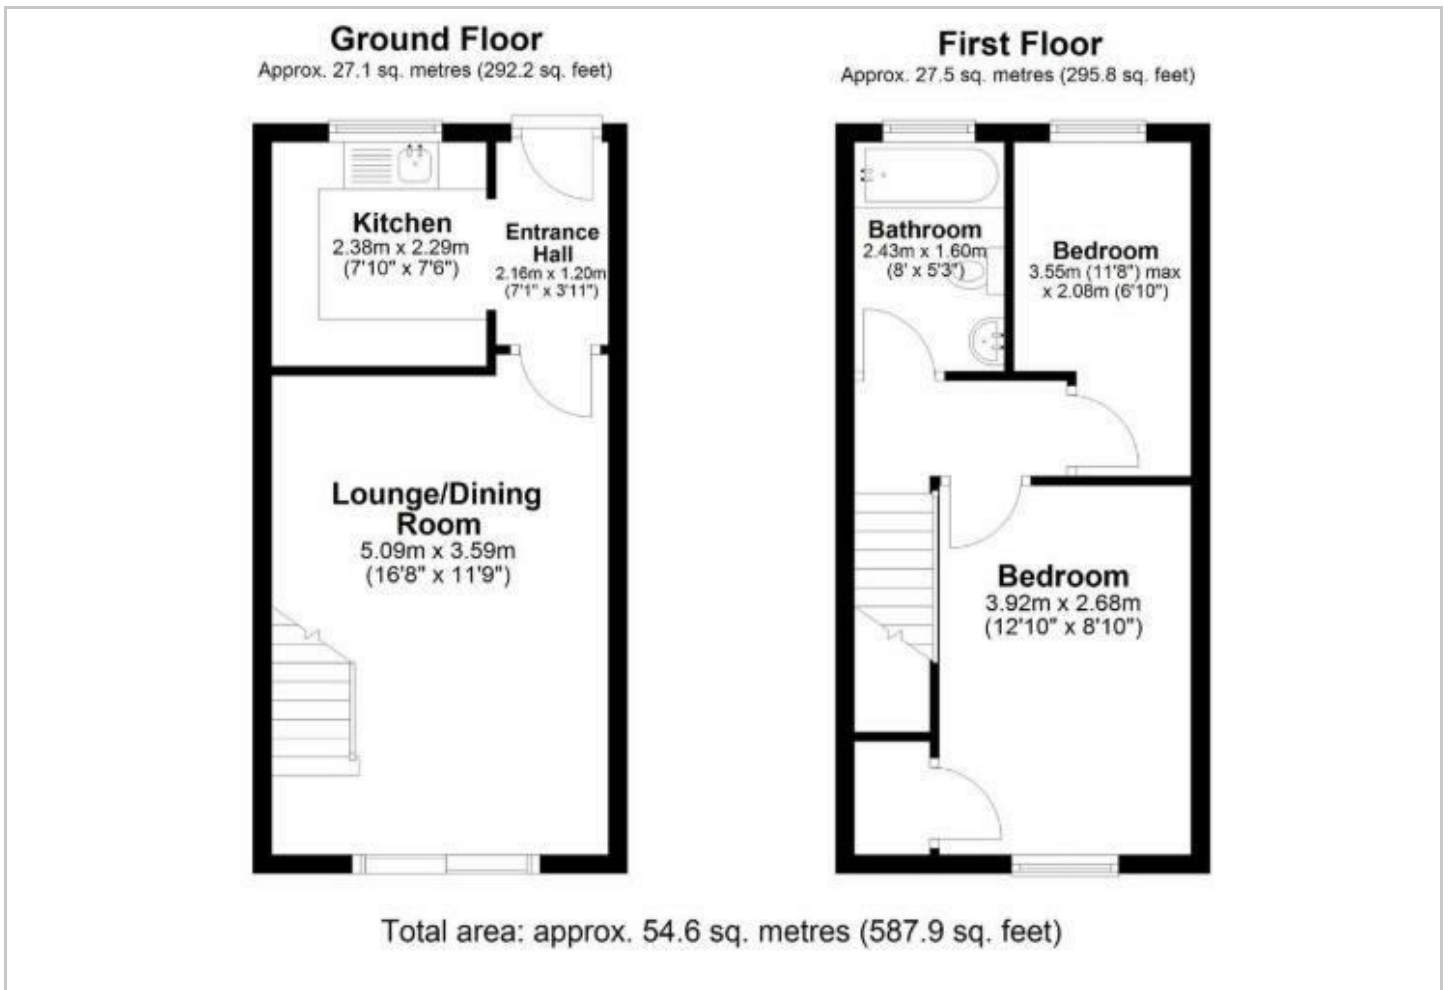 Ground Floor
Approx. 27.1 sq. metres (292.2 sq. feet)
Kitchen
2.38m x 2.29m
(7'10" x 7'6")
Entrance
Hall
2.16m x 1.20m
(7'1" x 3'11")
Lounge/Dining
Room
5.09m x 3.59m
(16'8" x 11'9")
First Floor
Approx. 27.5 sq. metres (295.8 sq. feet)
Bathroom
2.43m x 1.60m
(8' x 5'3")
Bedroom
3.55m (11'8") max
x 2.08m (6'10")
Bedroom
3.92m x 2.68m
(12'10" x 8'10")
Total area: approx. 54.6 sq. metres (587.9 sq. feet)